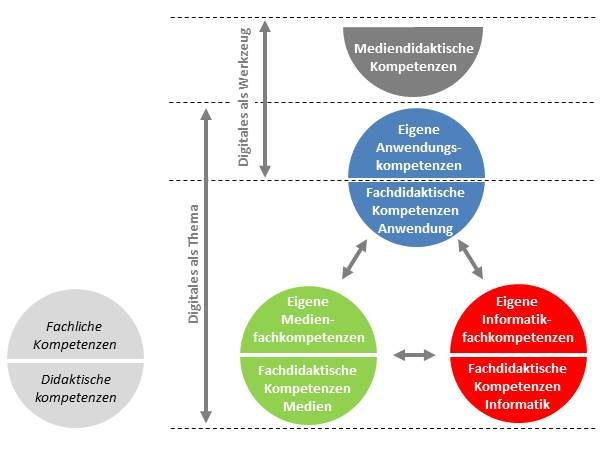 Mediendidaktische
Kompetenzen
Digitales als Werkzeug
Eigene
Anwendungs-
kompetenzen
Fachdidaktische
Kompetenzen
Anwendung
Digitales als Thema
Eigene
Medien-
fachkompetenzen
Fachdidaktische
Kompetenzen
Medien
Eigene
Informatik-
fachkompetenzen
Fachdidaktische
Kompetenzen
Informatik
Fachliche
Kompetenzen
Didaktische
kompetenzen